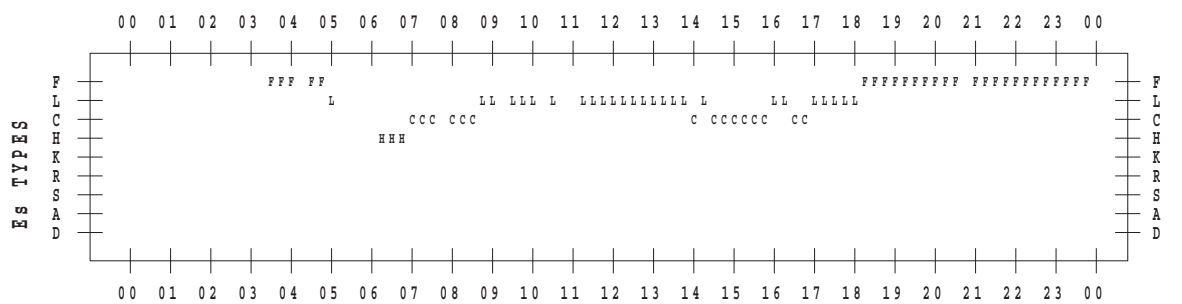 00 01 02 03 04 05 06 07 08 09 10 11 12 13 14 15 16 17 18 19 20 21 22 23 00
F FFF FF FFFFFFFFFF FFFFFFFFFFFF F
L L LL LLL L LLLLLLLLLLL L LL LLLLL L
C CCC CCC C CCCCCC CC C
H HHH H
K K
R R
S S
A A
D D
Es TYPES
00 01 02 03 04 05 06 07 08 09 10 11 12 13 14 15 16 17 18 19 20 21 22 23 00